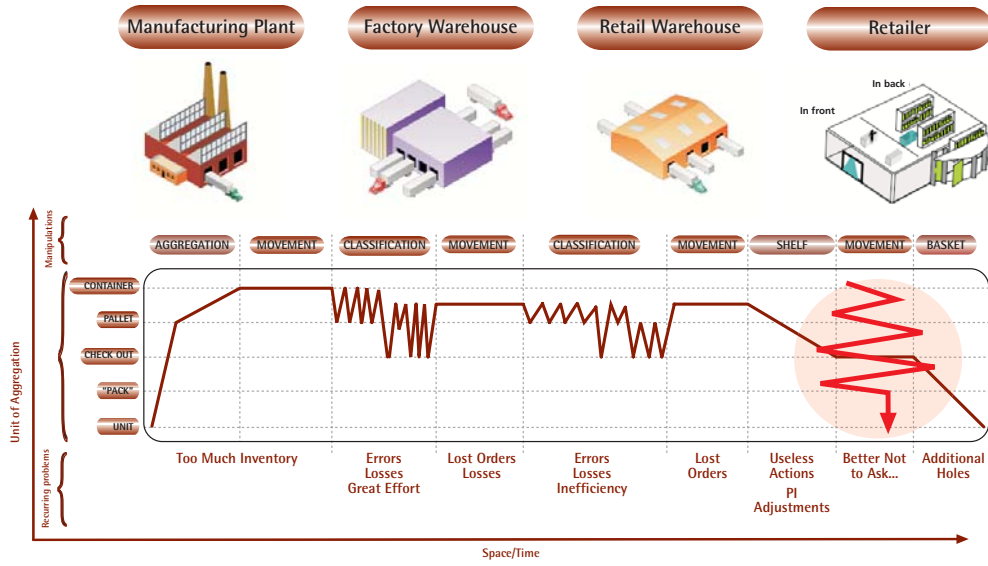 Manufacturing Plant
Factory Warehouse
Retail Warehouse
Retailer
In back
In front
Manipulations
AGGREGATION
MOVEMENT
CLASSIFICATION
MOVEMENT
CLASSIFICATION
MOVEMENT
SHELF
MOVEMENT
BASKET
Unit of Aggregation
CONTAINER
PALLET
CHECK OUT
"PACK"
UNIT
Recurring problems
Too Much Inventory
Errors
Losses
Great Effort
Lost Orders
Losses
Errors
Losses
Inefficiency
Lost
Orders
Useless
Actions
PI
Adjustments
Better Not
to Ask...
Additional
Holes
Space/Time